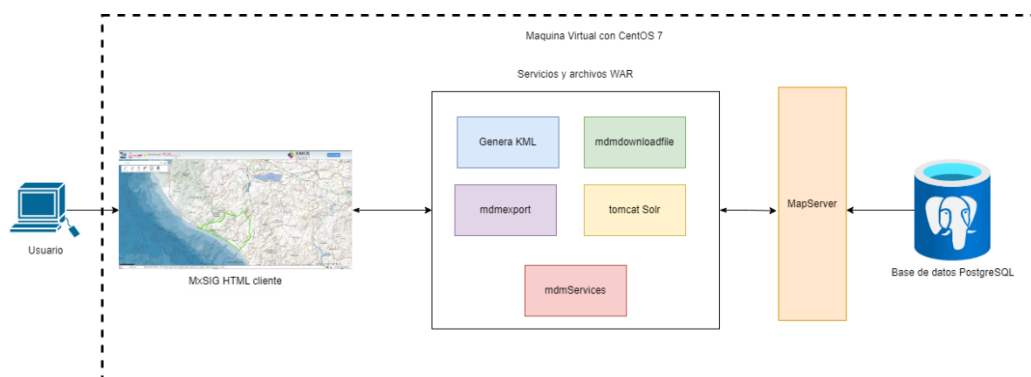 Maquina Virtual con CentOS 7
Servicios y archivos WAR
Genera KML
mdmdownloadfile
mdmexport
tomcat Solr
mdmServices
MapServer
Usuario
MxSIG HTML cliente
Base de datos PostgreSQL